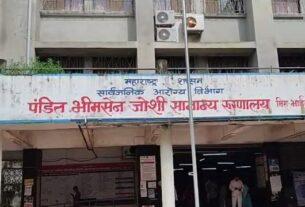 महाराष्ट्र शासन
सार्वजनिक आरोग्य विभाग
पंडित भीमसेन जोशी सामान्य रुग्णालय